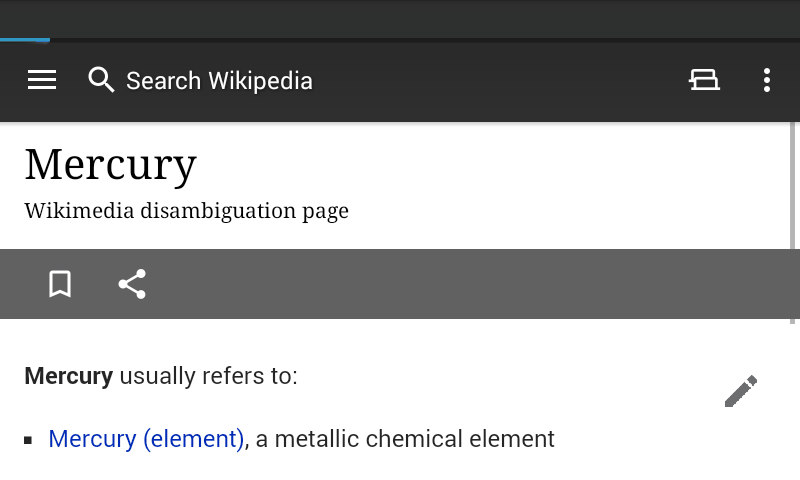 Search Wikipedia
Mercury
Wikimedia disambiguation page
Mercury usually refers to:
▪ Mercury (element), a metallic chemical element